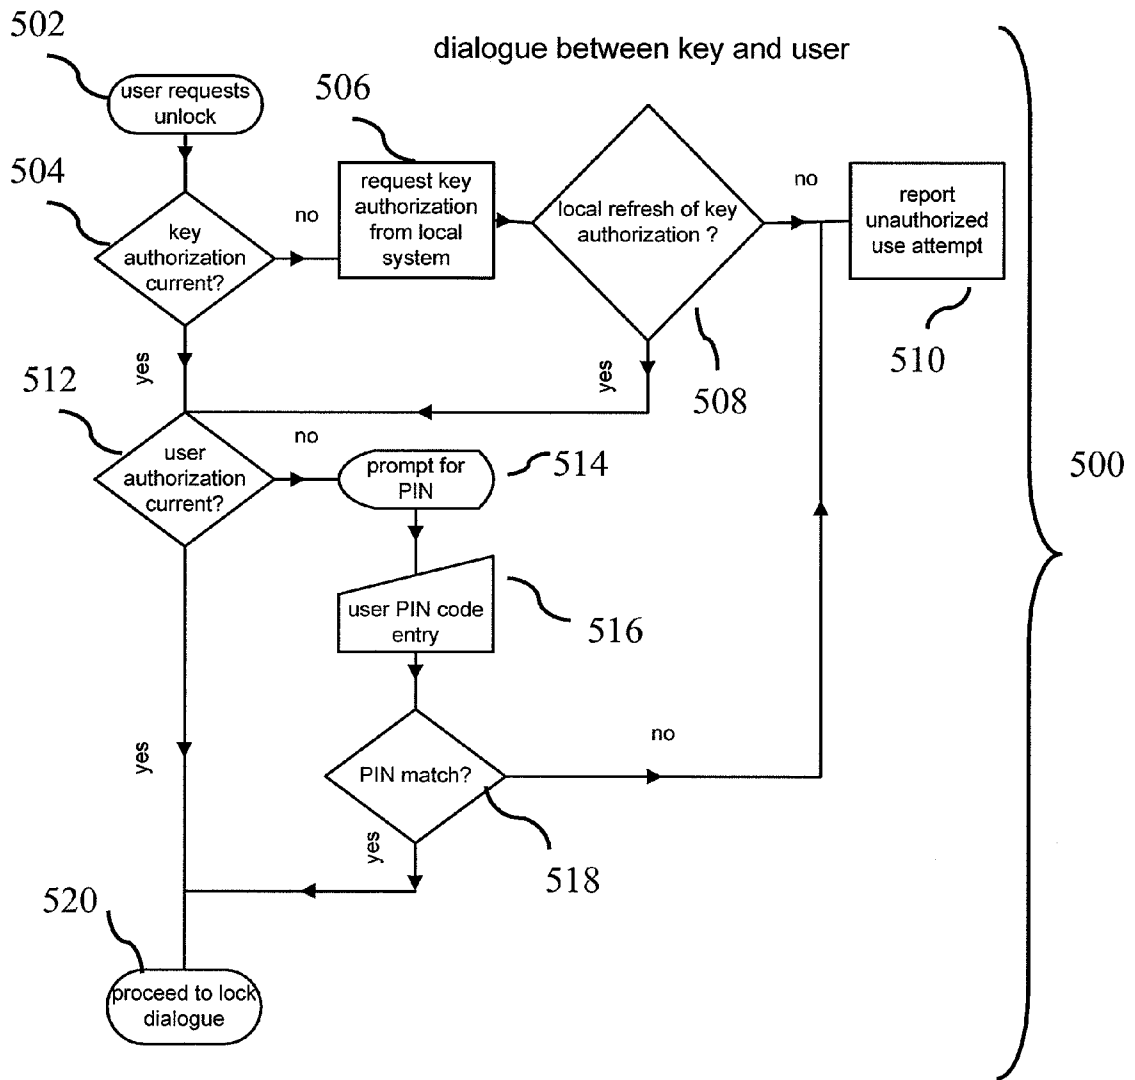 502
dialogue between key and user
user requests
unlock
506
504
no
request key
authorization
from local
system
local refresh of key
authorization ?
no
report
unauthorized
use attempt
key
authorization
current?
yes
510
512
yes
508
no
user
authorization
current?
prompt for
PIN
514
500
user PIN code
entry
516
yes
no
PIN match?
yes
518
520
proceed to lock
dialogue